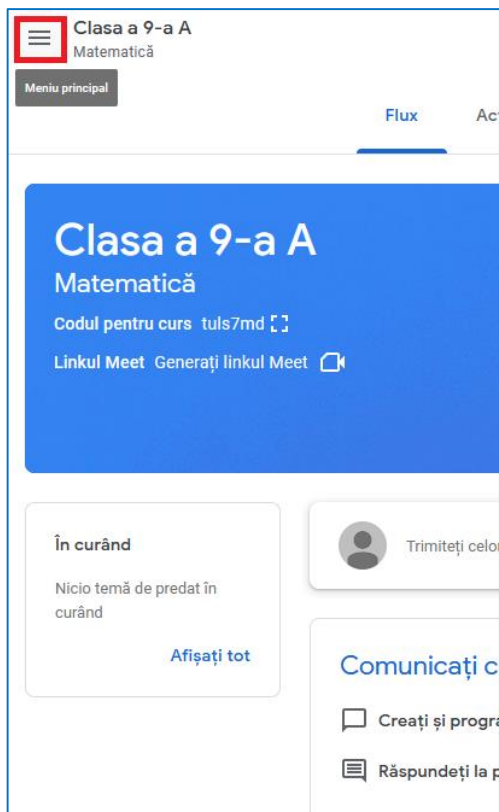 Clasa a 9-a A
Matematică
Meniu principal
Flux
Clasa a 9-a A
Matematică
Codul pentru curs tuls7md
Linkul Meet Generați linkul Meet
În curând
Nicio temă de predat în
curând
Afișați tot
Trimiteți
Comunicați
Creați și
Răspundeți la